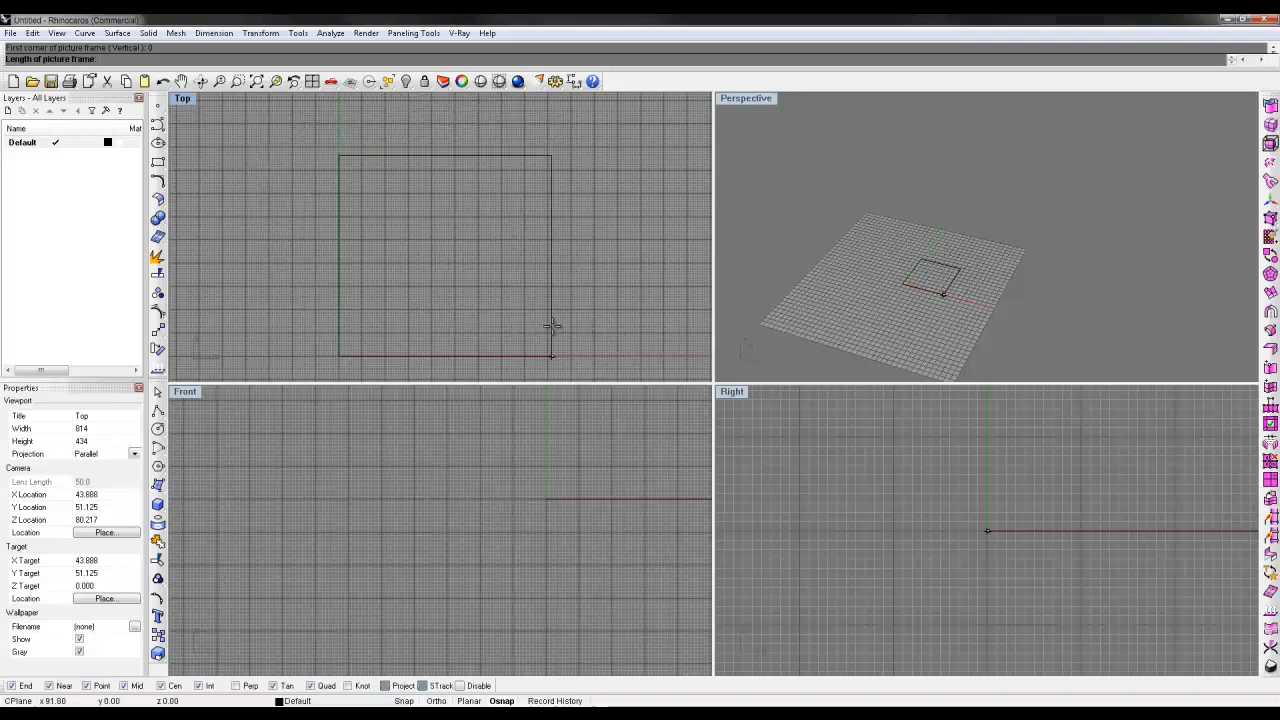 Untitled - Rhinoceros (Commercial)
File Edit View Curve Surface Solid Mesh Dimension Transform Tools Analyze Render Paneling Tools V-Ray Help
First corner of picture frame ( Vertical ): 0
Length of picture frame:
Layers - All Layers
Name Mat
Default
Properties
Viewport
Title Top
Width 814
Height 434
Projection Parallel
Camera
Lens Length 50.0
X Location 43.888
Y Location 51.125
Z Location 80.217
Location Place...
Target
X Target 43.888
Y Target 51.125
Z Target 0.000
Location Place...
Wallpaper
Filename (none) ...
Show
Gray
Top
Perspective
Front
Right
End Near Point Mid Cen Int Perp Tan Quad Knot Project STrack Disable
CPlane x 91.80 y 0.00 z 0.00 Default Snap Ortho Planar Osnap Record History